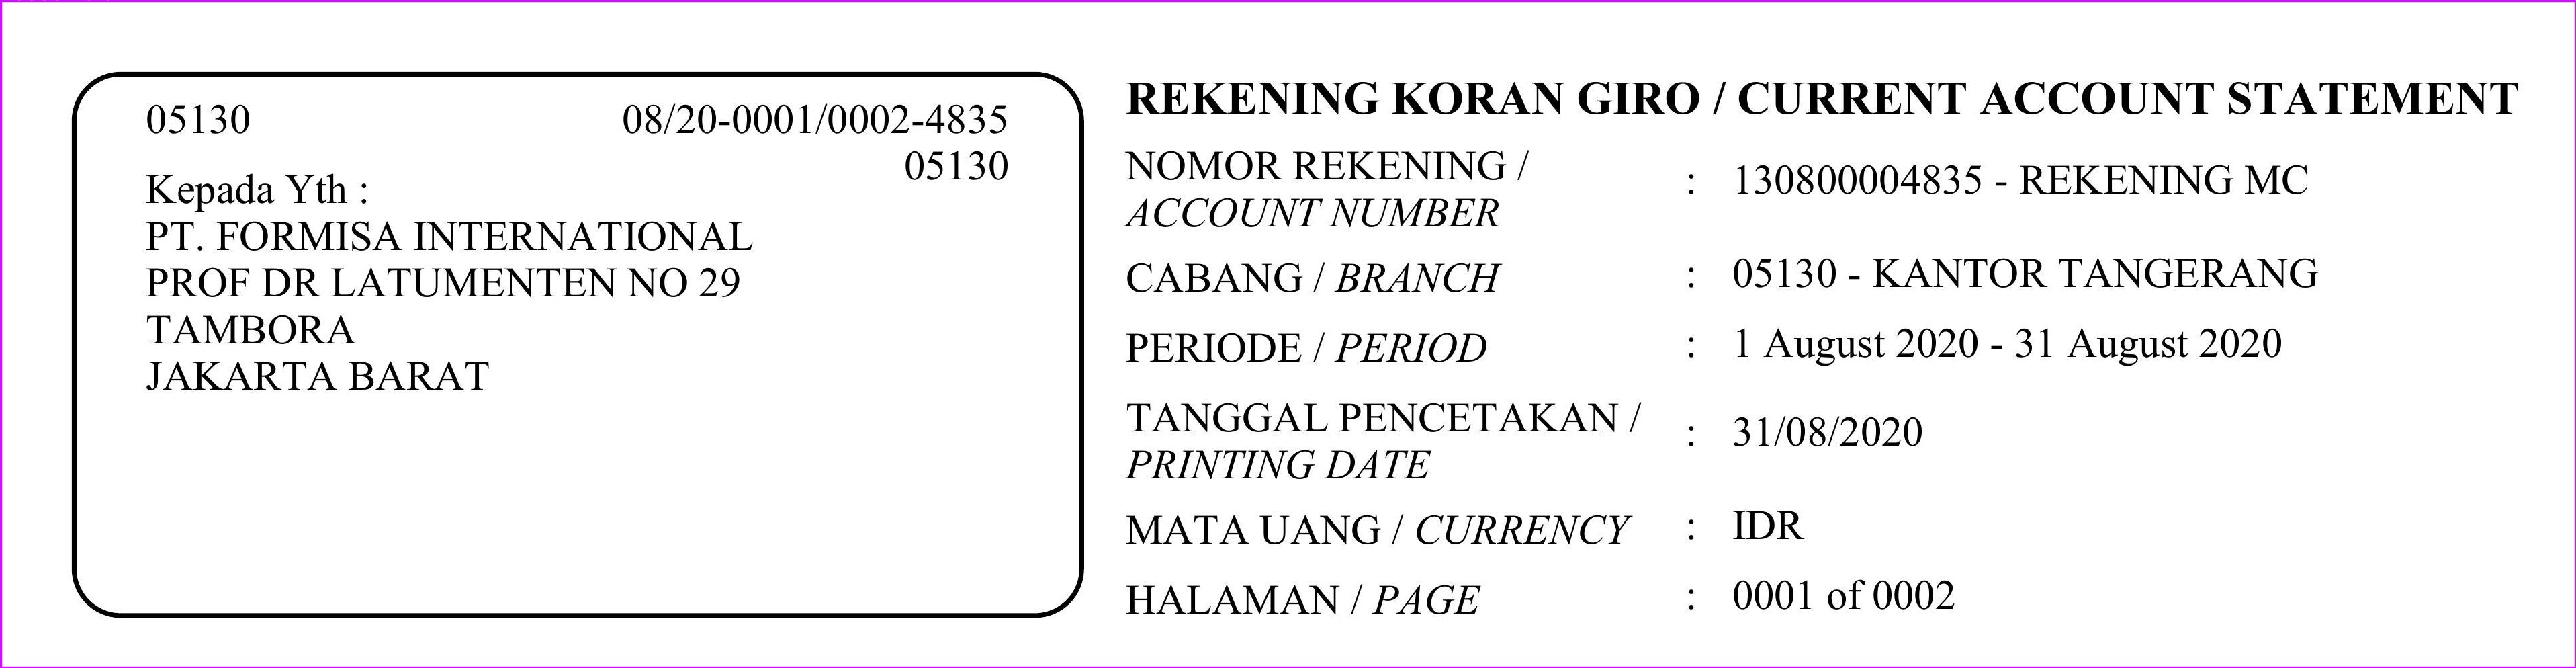 05130 08/20-0001/0002-4835
05130
Kepada Yth :
PT. FORMISA INTERNATIONAL
PROF DR LATUMENTEN NO 29
TAMBORA
JAKARTA BARAT
REKENING KORAN GIRO / CURRENT ACCOUNT STATEMENT
NOMOR REKENING /
ACCOUNT NUMBER : 130800004835 - REKENING MC
CABANG / BRANCH : 05130 - KANTOR TANGERANG
PERIODE / PERIOD : 1 August 2020 - 31 August 2020
TANGGAL PENCETAKAN /
PRINTING DATE : 31/08/2020
MATA UANG / CURRENCY : IDR
HALAMAN / PAGE : 0001 of 0002